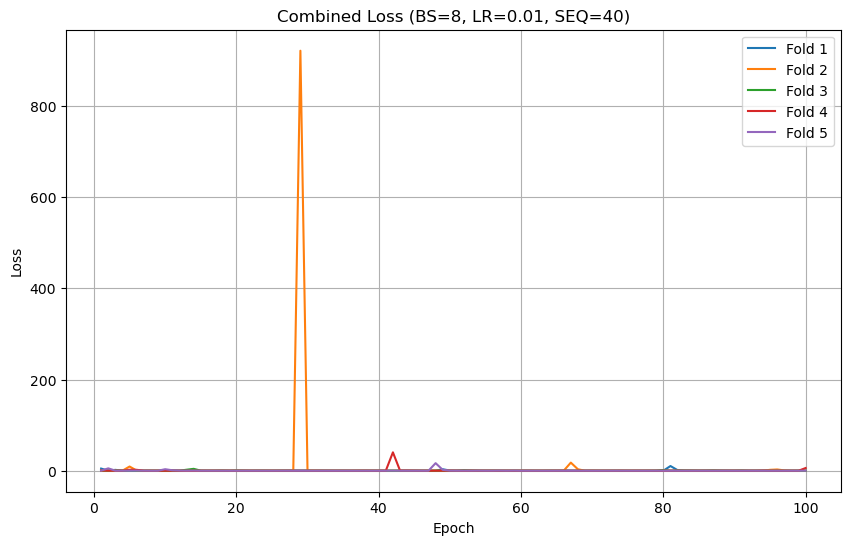 Combined Loss (BS=8, LR=0.01, SEQ=40)
Fold 1
Fold 2
Fold 3
Fold 4
Fold 5
Loss
800
600
400
200
0
0 20 40 60 80 100
Epoch